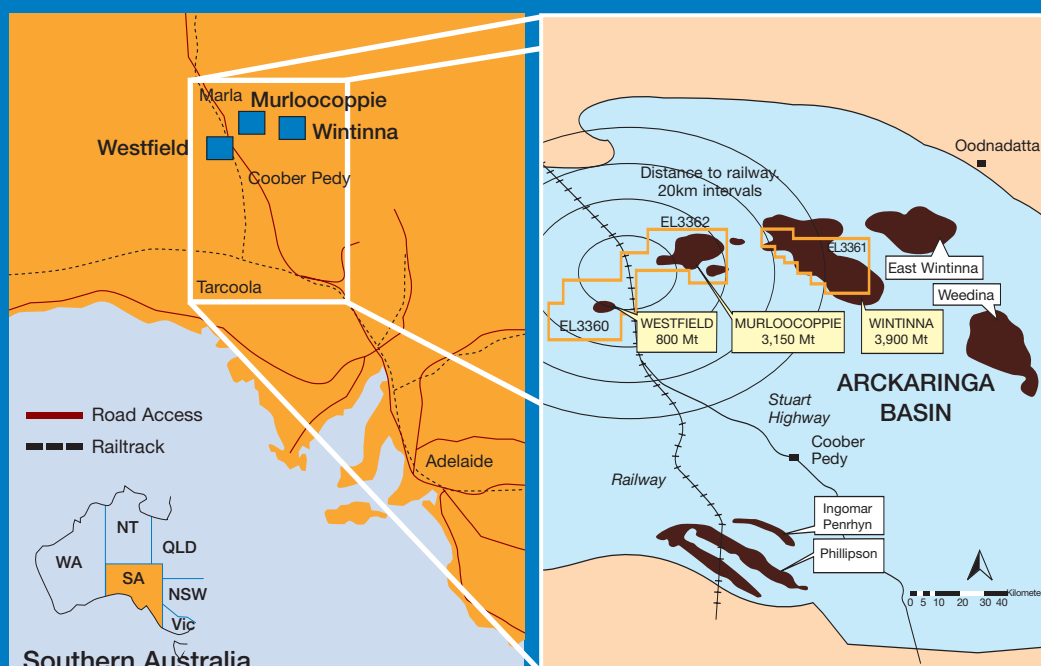 Marla
Murloocoppie
Wintinna
Westfield
Coober Pedy
Tarcoola
Road Access
Railtrack
Adelaide
NT
WA
QLD
SA
NSW
Vic
Southern Australia
Oodnadatta
Distance to railway
20km intervals
EL3362
EL3361
East Wintinna
Weedina
EL3360
WESTFIELD
800 Mt
MURLOOCOPPIE
3,150 Mt
WINTINNA
3,900 Mt
ARCKARINGA
BASIN
Stuart
Highway
Coober
Pedy
Railway
Ingomar
Penrhyn
Phillipson
0 5 10 20 30 40